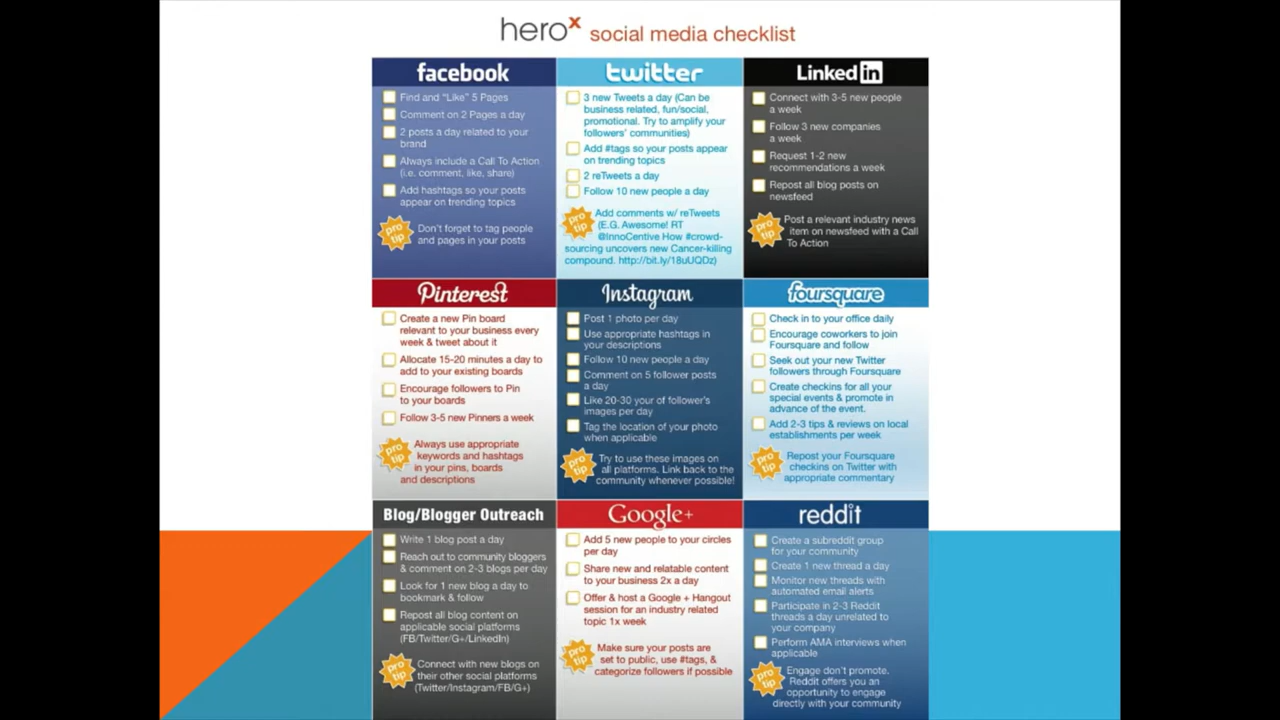 herox social media checklist
facebook
Find and “Like” 5 Pages
Comment on 2 Pages a day
2 posts a day related to your
brand
Always include a Call To Action
(i.e. comment, like, share)
Add hashtags so your posts
appear on trending topics
pro
tip
Don't forget to tag people
and pages in your posts
twitter
3 new Tweets a day (Can be
business related, fun/social,
promotional. Try to amplify your
followers' communities)
Add #tags so your posts appear
on trending topics
2 reTweets a day
Follow 10 new people a day
pro
tip
Add comments w/ reTweets
(E.G. Awesome! RT
@InnoCentive How #crowd-
sourcing uncovers new Cancer-killing
compound. http://bit.ly/18uUQDz)
Linked in
Connect with 3-5 new people
a week
Follow 3 new companies
a week
Request 1-2 new
recommendations a week
Repost all blog posts on
newsfeed
pro
tip
Post a relevant industry news
item on newsfeed with a Call
To Action
Pinterest
Create a new Pin board
relevant to your business every
week & tweet about it
Allocate 15-20 minutes a day to
add to your existing boards
Encourage followers to Pin
to your boards
Follow 3-5 new Pinners a week
pro
tip
Always use appropriate
keywords and hashtags
in your pins, boards
and descriptions
Instagram
Post 1 photo per day
Use appropriate hashtags in
your descriptions
Follow 10 new people a day
Comment on 5 follower posts
a day
Like 20-30 your of follower's
images per day
Tag the location of your photo
when applicable
pro
tip
Try to use these images on
all platforms. Link back to the
community whenever possible!
foursquare
Check in to your office daily
Encourage coworkers to join
Foursquare and follow
Seek out your new Twitter
followers through Foursquare
Create checkins for all your
special events & promote in
advance of the event.
Add 2-3 tips & reviews on local
establishments per week
pro
tip
Repost your Foursquare
checkins on Twitter with
appropriate commentary
Blog/Blogger Outreach
Write 1 blog post a day
Reach out to community bloggers
& comment on 2-3 blogs per day
Look for 1 new blog a day to
bookmark & follow
Repost all blog content on
applicable social platforms
(FB/Twitter/G+/LinkedIn)
pro
tip
Connect with new blogs on
their other social platforms
(Twitter/Instagram/FB/G+)
Google+
Add 5 new people to your circles
per day
Share new and relatable content
to your business 2x a day
Offer & host a Google + Hangout
session for an industry related
topic 1x week
pro
tip
Make sure your posts are
set to public, use #tags, &
categorize followers if possible
reddit
Create a subreddit group
for your community
Create 1 new thread a day
Monitor new threads with
automated email alerts
Participate in 2-3 Reddit
threads a day unrelated to
your company
Perform AMA interviews when
applicable
pro
tip
Engage don't promote.
Reddit offers you an
opportunity to engage
directly with your community